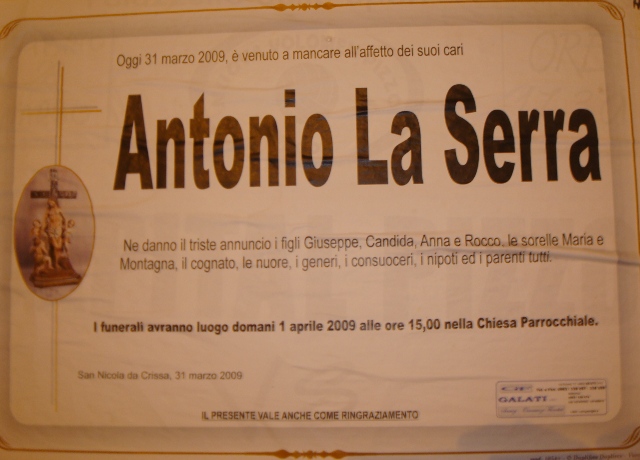 Oggi 31 marzo 2009, è venuto a mancare all'affetto dei suoi cari
Antonio La Serra
Ne danno il triste annuncio i figli Giuseppe, Candida, Anna e Rocco, le sorelle Maria e
Montagna, il cognato, le nuore, i generi, i consuoceri, i nipoti ed i parenti tutti.
I funerali avranno luogo domani 1 aprile 2009 alle ore 15,00 nella Chiesa Parrocchiale.
San Nicola da Crissa, 31 marzo 2009
GALATI
IL PRESENTE VALE ANCHE COME RINGRAZIAMENTO